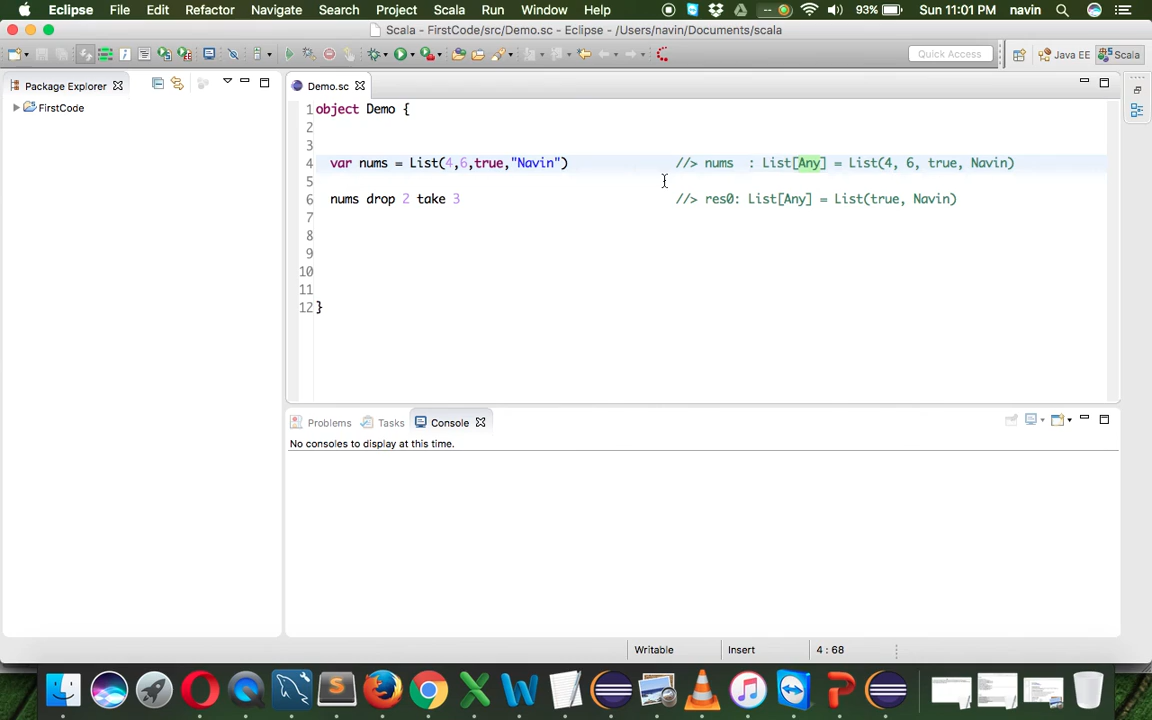 Eclipse File Edit Refactor Navigate Search Project Scala Run Window Help 93% Sun 11:01 PM navin
Scala - FirstCode/src/Demo.sc - Eclipse - /Users/navin/Documents/scala
Quick Access Java EE Scala
Package Explorer
FirstCode
Demo.sc
1 object Demo {
2
3
4 var nums = List(4,6,true,"Navin") //> nums : List[Any] = List(4, 6, true, Navin)
5
6 nums drop 2 take 3 //> res0: List[Any] = List(true, Navin)
7
8
9
10
11
12 }
Problems Tasks Console
No consoles to display at this time.
Writable Insert 4 : 68